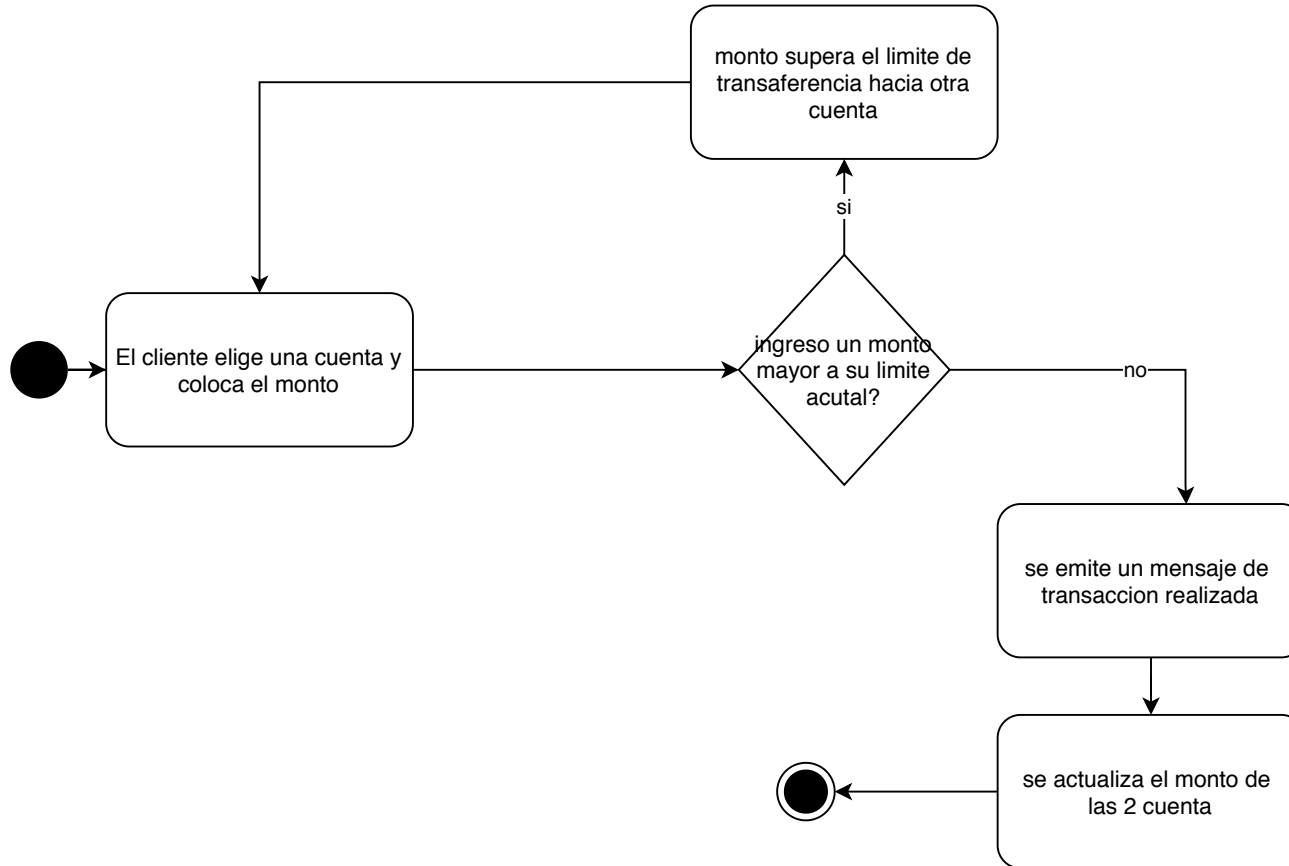 monto supera el limite de
transaferencia hacia otra
cuenta
si
El cliente elige una cuenta y
coloca el monto
ingreso un monto
mayor a su limite
acutal?
no
se emite un mensaje de
transaccion realizada
se actualiza el monto de
las 2 cuenta